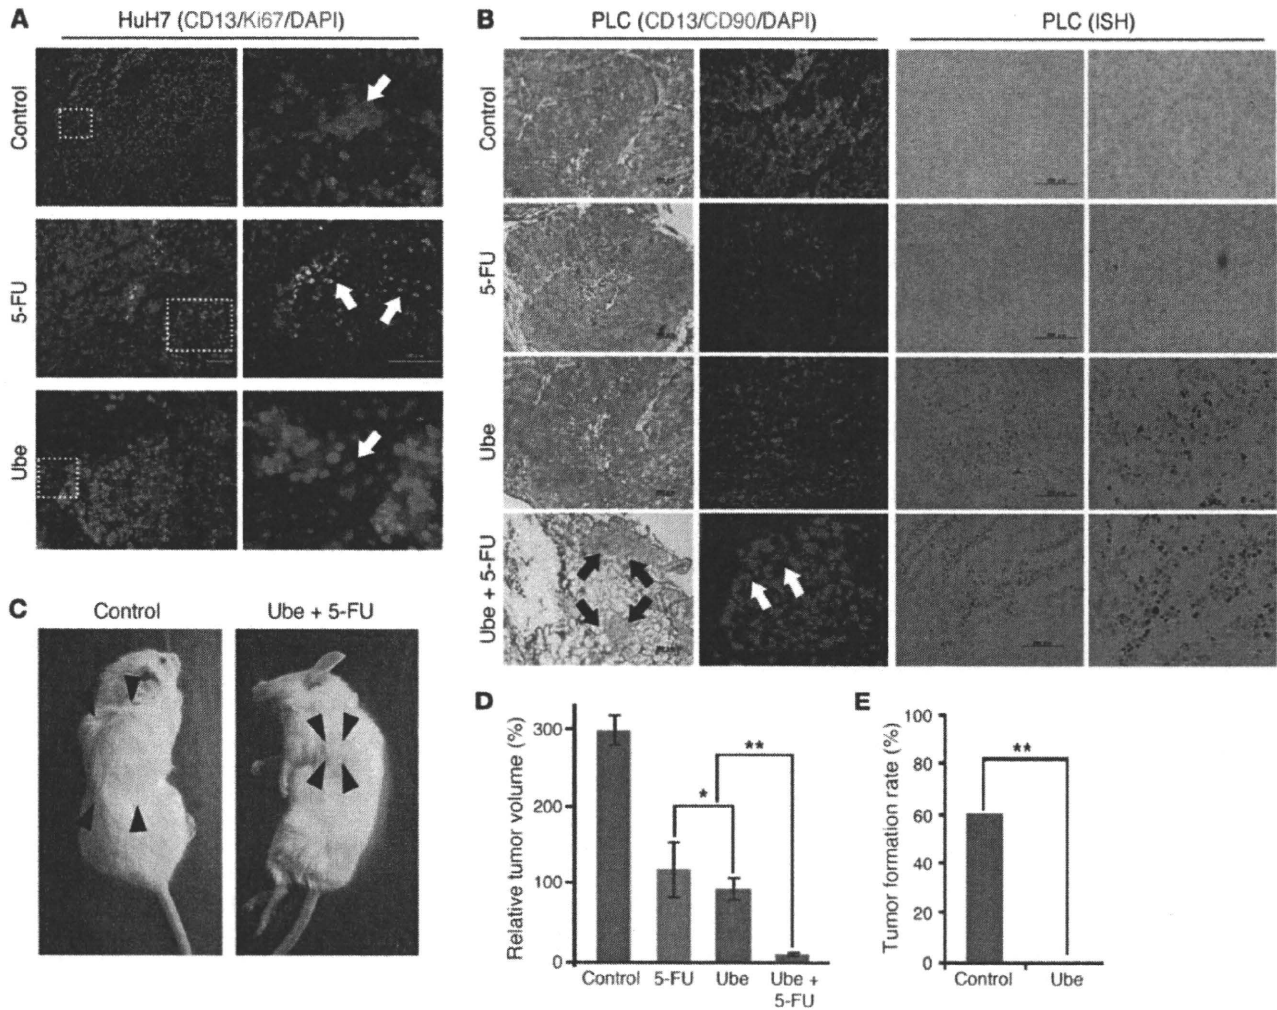 A HuH7 (CD13/Ki67/DAPI)
Control
5-FU
Ube
B PLC (CD13/CD90/DAPI) PLC (ISH)
Control
5-FU
Ube
Ube + 5-FU
C Control Ube + 5-FU
D
Relative tumor volume (%)
300
200
100
0
*
**
Control 5-FU Ube Ube +
5-FU
E
Tumor formation rate (%)
100
80
60
40
20
0
**
Control Ube